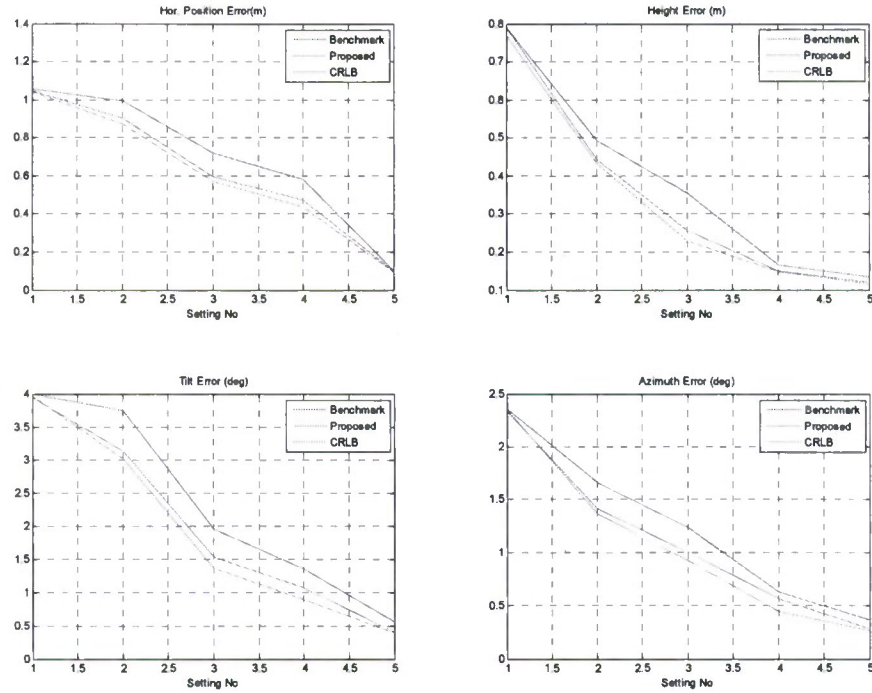 Hor. Position Error(m)
1.4
1.2
1
0.8
0.6
0.4
0.2
0
1 1.5 2 2.5 3 3.5 4 4.5 5
Setting No
Benchmark
Proposed
CRLB
Height Error (m)
0.8
0.7
0.6
0.5
0.4
0.3
0.2
0.1
1 1.5 2 2.5 3 3.5 4 4.5 5
Setting No
Benchmark
Proposed
CRLB
Tilt Error (deg)
4
3.5
3
2.5
2
1.5
1
0.5
0
1 1.5 2 2.5 3 3.5 4 4.5 5
Setting No
Benchmark
Proposed
CRLB
Azimuth Error (deg)
2.5
2
1.5
1
0.5
0
1 1.5 2 2.5 3 3.5 4 4.5 5
Setting No
Benchmark
Proposed
CRLB